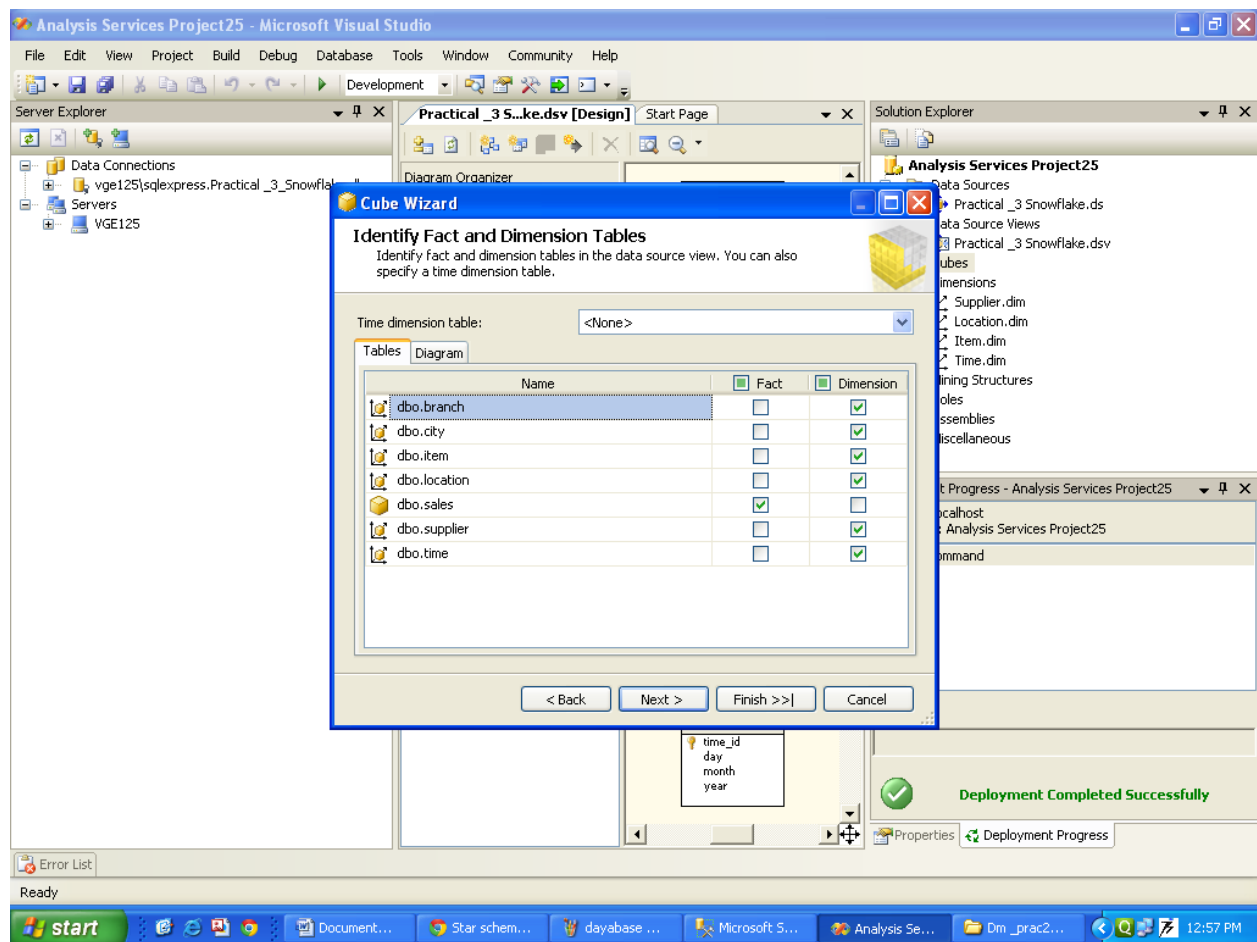 Analysis Services Project25 - Microsoft Visual Studio
File Edit View Project Build Debug Database Tools Window Community Help
Development
Server Explorer
Data Connections
vge125\sqlexpress.Practical _3_Snowfla
Servers
VGE125
Practical _3 S...ke.dsv [Design] Start Page
Diagram Organizer
Solution Explorer
Analysis Services Project25
Data Sources
Practical _3 Snowflake.ds
ata Source Views
Practical _3 Snowflake.dsv
ubes
imensions
Supplier.dim
Location.dim
Item.dim
Time.dim
ining Structures
oles
ssemblies
iscellaneous
Cube Wizard
Identify Fact and Dimension Tables
Identify fact and dimension tables in the data source view. You can also
specify a time dimension table.
Time dimension table: <None>
Tables Diagram
Name Fact Dimension
dbo.branch
dbo.city
dbo.item
dbo.location
dbo.sales
dbo.supplier
dbo.time
< Back Next > Finish >>| Cancel
t Progress - Analysis Services Project25
ocalhost
: Analysis Services Project25
ommand
time_id
day
month
year
Deployment Completed Successfully
Properties Deployment Progress
Error List
Ready
start Document... Star schem... dayabase ... Microsoft S... Analysis Se... Dm _prac2... 12:57 PM